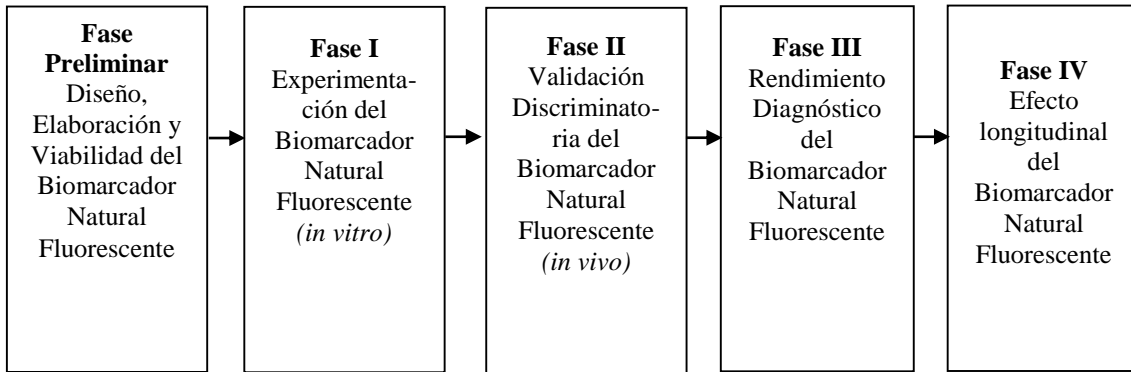 Fase
Preliminar
Diseño,
Elaboración y
Viabilidad del
Biomarcador
Natural
Fluorescente
Fase I
Experimenta-
ción del
Biomarcador
Natural
Fluorescente
(in vitro)
Fase II
Validación
Discriminato-
ria del
Biomarcador
Natural
Fluorescente
(in vivo)
Fase III
Rendimiento
Diagnóstico
del
Biomarcador
Natural
Fluorescente
Fase IV
Efecto
longitudinal
del
Biomarcador
Natural
Fluorescente